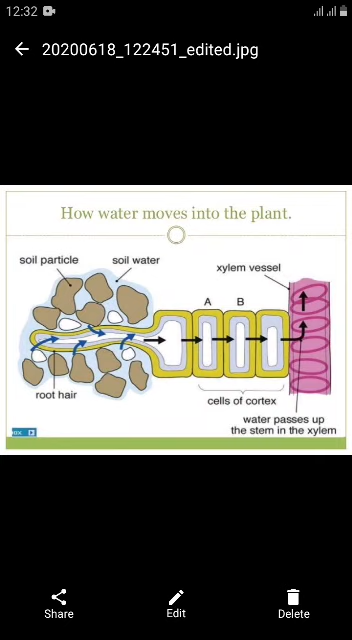 12:32
20200618_122451_edited.jpg
How water moves into the plant.
soil particle
soil water
xylem vessel
A
B
root hair
cells of cortex
water passes up
the stem in the xylem
Share
Edit
Delete